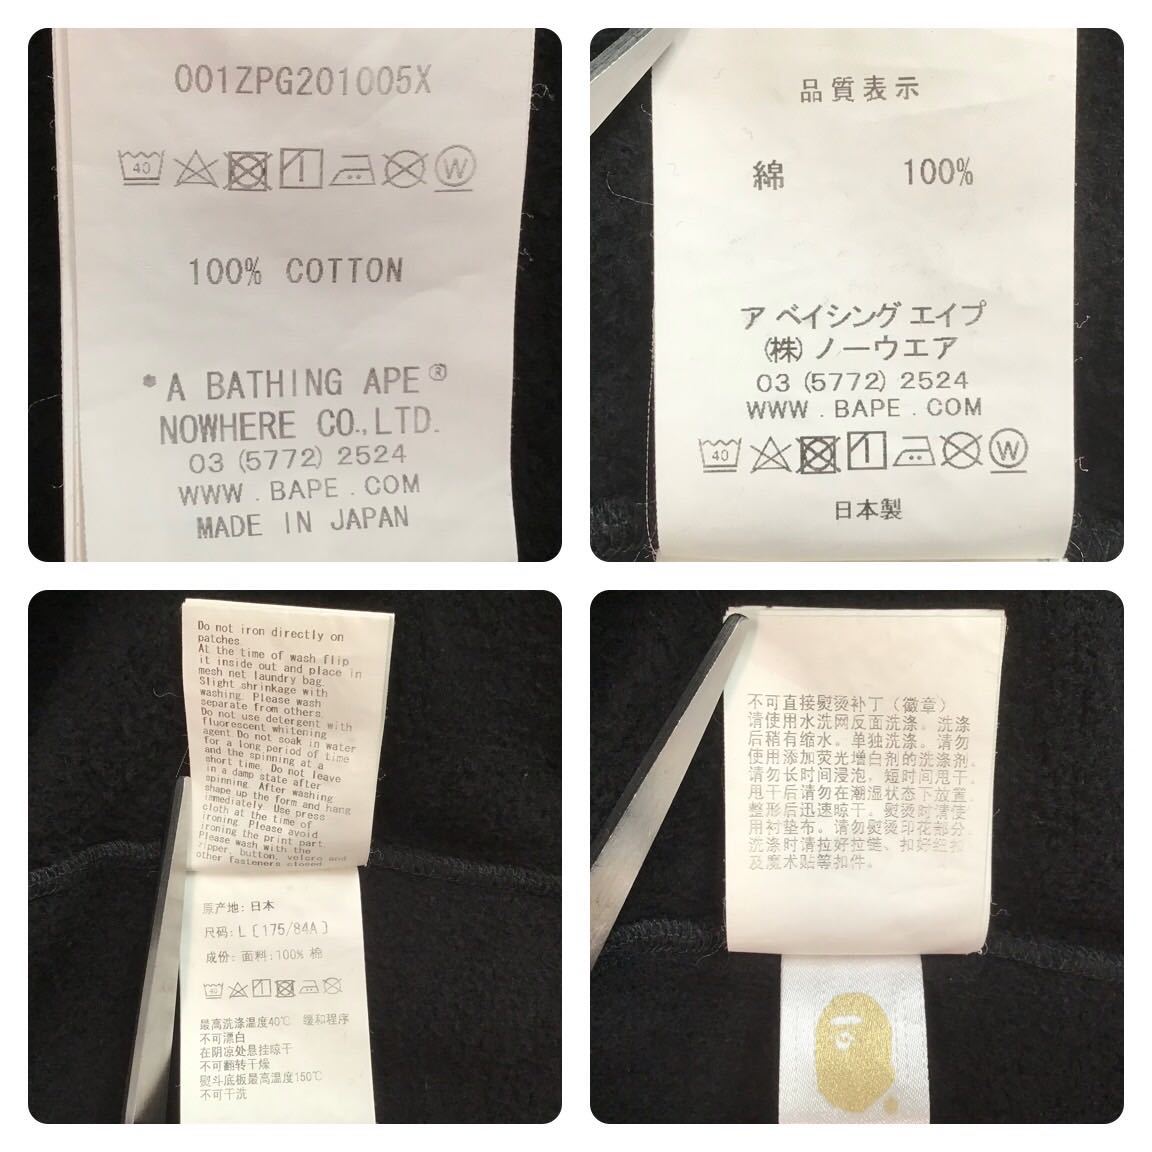 001ZPG201005X
40
W
100% COTTON
*A BATHING APE®
NOWHERE CO.,LTD.
03 (5772) 2524
WWW.BAPE.COM
MADE IN JAPAN
品質表示
綿 100%
ア ベイシング エイプ
(株) ノーウエア
03 (5772) 2524
WWW.BAPE.COM
40
W
日本製
Do not iron directly on
patches.
At the time of wash flip
it inside out and place in
mesh net laundry bag.
Slight shrinkage with
washing. Please wash
separate from others.
Do not use detergent with
fluorescent whitening
agent.Do not soak in water
for a long period of time
and the spinning at a
short time. Do not leave
in a damp state after
spinning. After washing
shape up the form and hang
immediately. Use press
cloth at the time of
ironing. Please avoid
ironing the print part.
Please wash with the
zipper, button, velcro and
other fasteners closed
原产地: 日本
尺码: L [175/84A]
成份: 面料:100% 棉
40
最高洗涤温度40℃ 缓和程序
不可漂白
在阴凉处悬挂晾干
不可翻转干燥
熨斗底板最高温度150℃
不可干洗
不可直接熨烫补丁（徽章）
请使用水洗网反面洗涤。洗涤
后稍有缩水。单独洗涤。请勿
使用添加荧光增白剂的洗涤剂。
请勿长时间浸泡，短时间甩干。
甩干后请勿在潮湿状态下放置。
整形后迅速晾干。熨烫时请使
用衬垫布。请勿熨烫印花部分。
洗涤时请拉好拉链、扣好纽扣
及魔术贴等扣件。